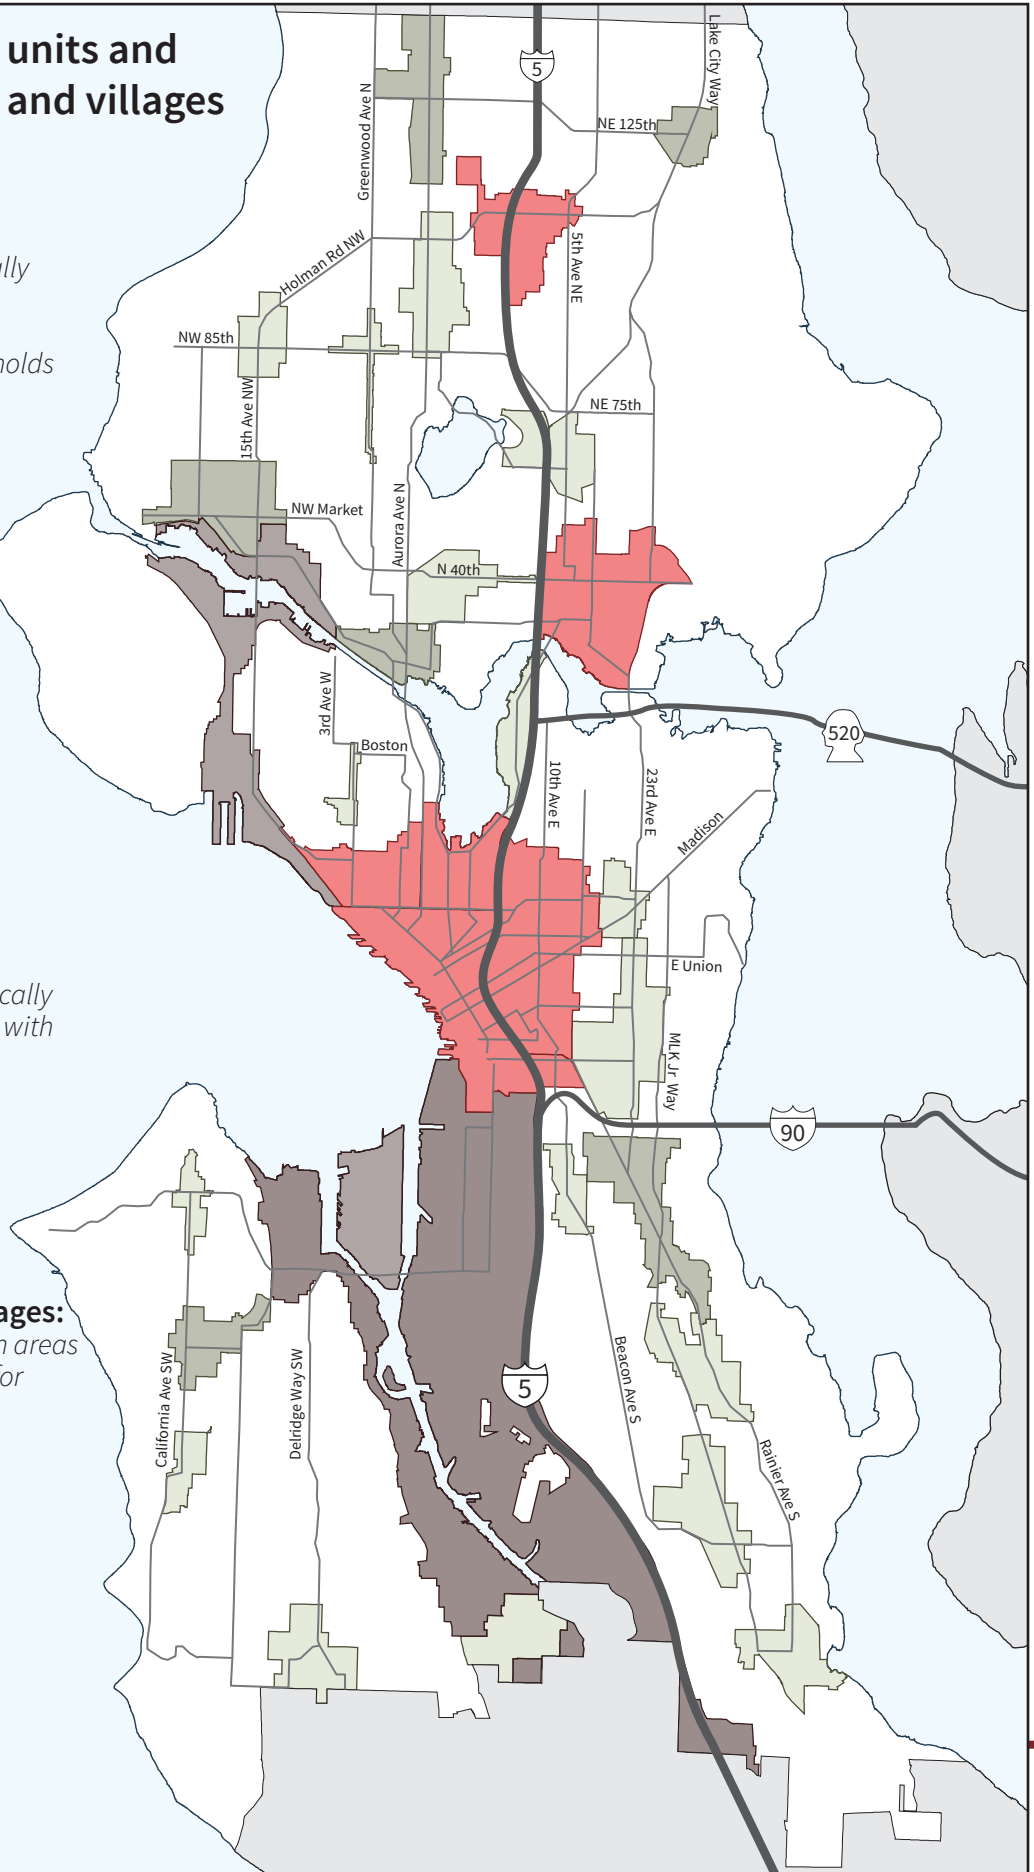 units and
and villages
ally
holds
cally
with
ages:
n areas
for
5
Lake City Way
Greenwood Ave N
NE 125th
5th Ave NE
Holman Rd NW
NW 85th
15th Ave NW
NE 75th
NW Market
Aurora Ave N
N 40th
3rd Ave W
Boston
520
10th Ave E
23rd Ave E
Madison
E Union
MLK Jr Way
90
California Ave SW
Delridge Way SW
5
Beacon Ave S
Rainier Ave S